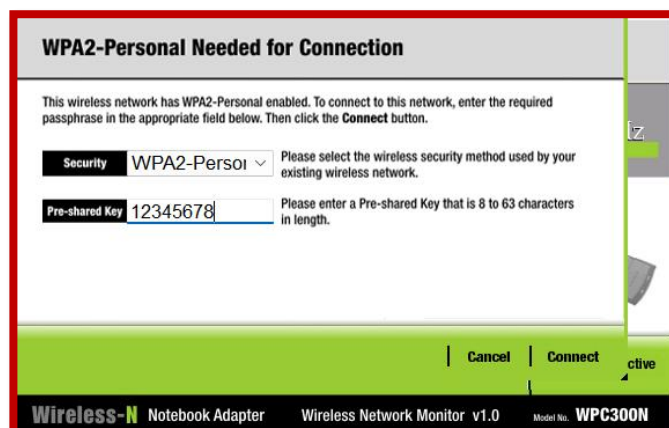 WPA2-Personal Needed for Connection
This wireless network has WPA2-Personal enabled. To connect to this network, enter the required
passphrase in the appropriate field below. Then click the Connect button.
Security WPA2-Persor Please select the wireless security method used by your
existing wireless network.
Pre-shared Key 12345678 Please enter a Pre-shared Key that is 8 to 63 characters
in length.
Cancel Connect ctive
Wireless-N Notebook Adapter Wireless Network Monitor v1.0 Model No. WPC300N